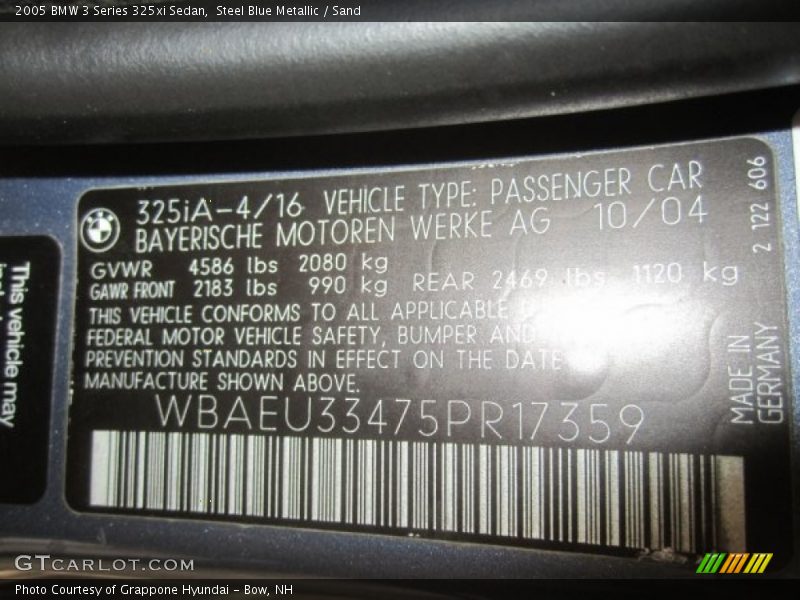 2005 BMW 3 Series 325xi Sedan,  Steel Blue Metallic / Sand
325iA-4/16 VEHICLE TYPE: PASSENGER CAR
BAYERISCHE MOTOREN WERKE AG 10/04
2 122 606
BMW
GVWR 4586 lbs 2080 kg
GAWR FRONT 2183 lbs 990 kg REAR 2469 lbs 1120 kg
THIS VEHICLE CONFORMS TO ALL APPLICABLE
FEDERAL MOTOR VEHICLE SAFETY, BUMPER AND
PREVENTION STANDARDS IN EFFECT ON THE DATE
MANUFACTURE SHOWN ABOVE.
MADE IN
GERMANY
WBAEU33475PR17359
This vehicle may
GTCARLOT.COM
Photo Courtesy of Grappone Hyundai - Bow, NH